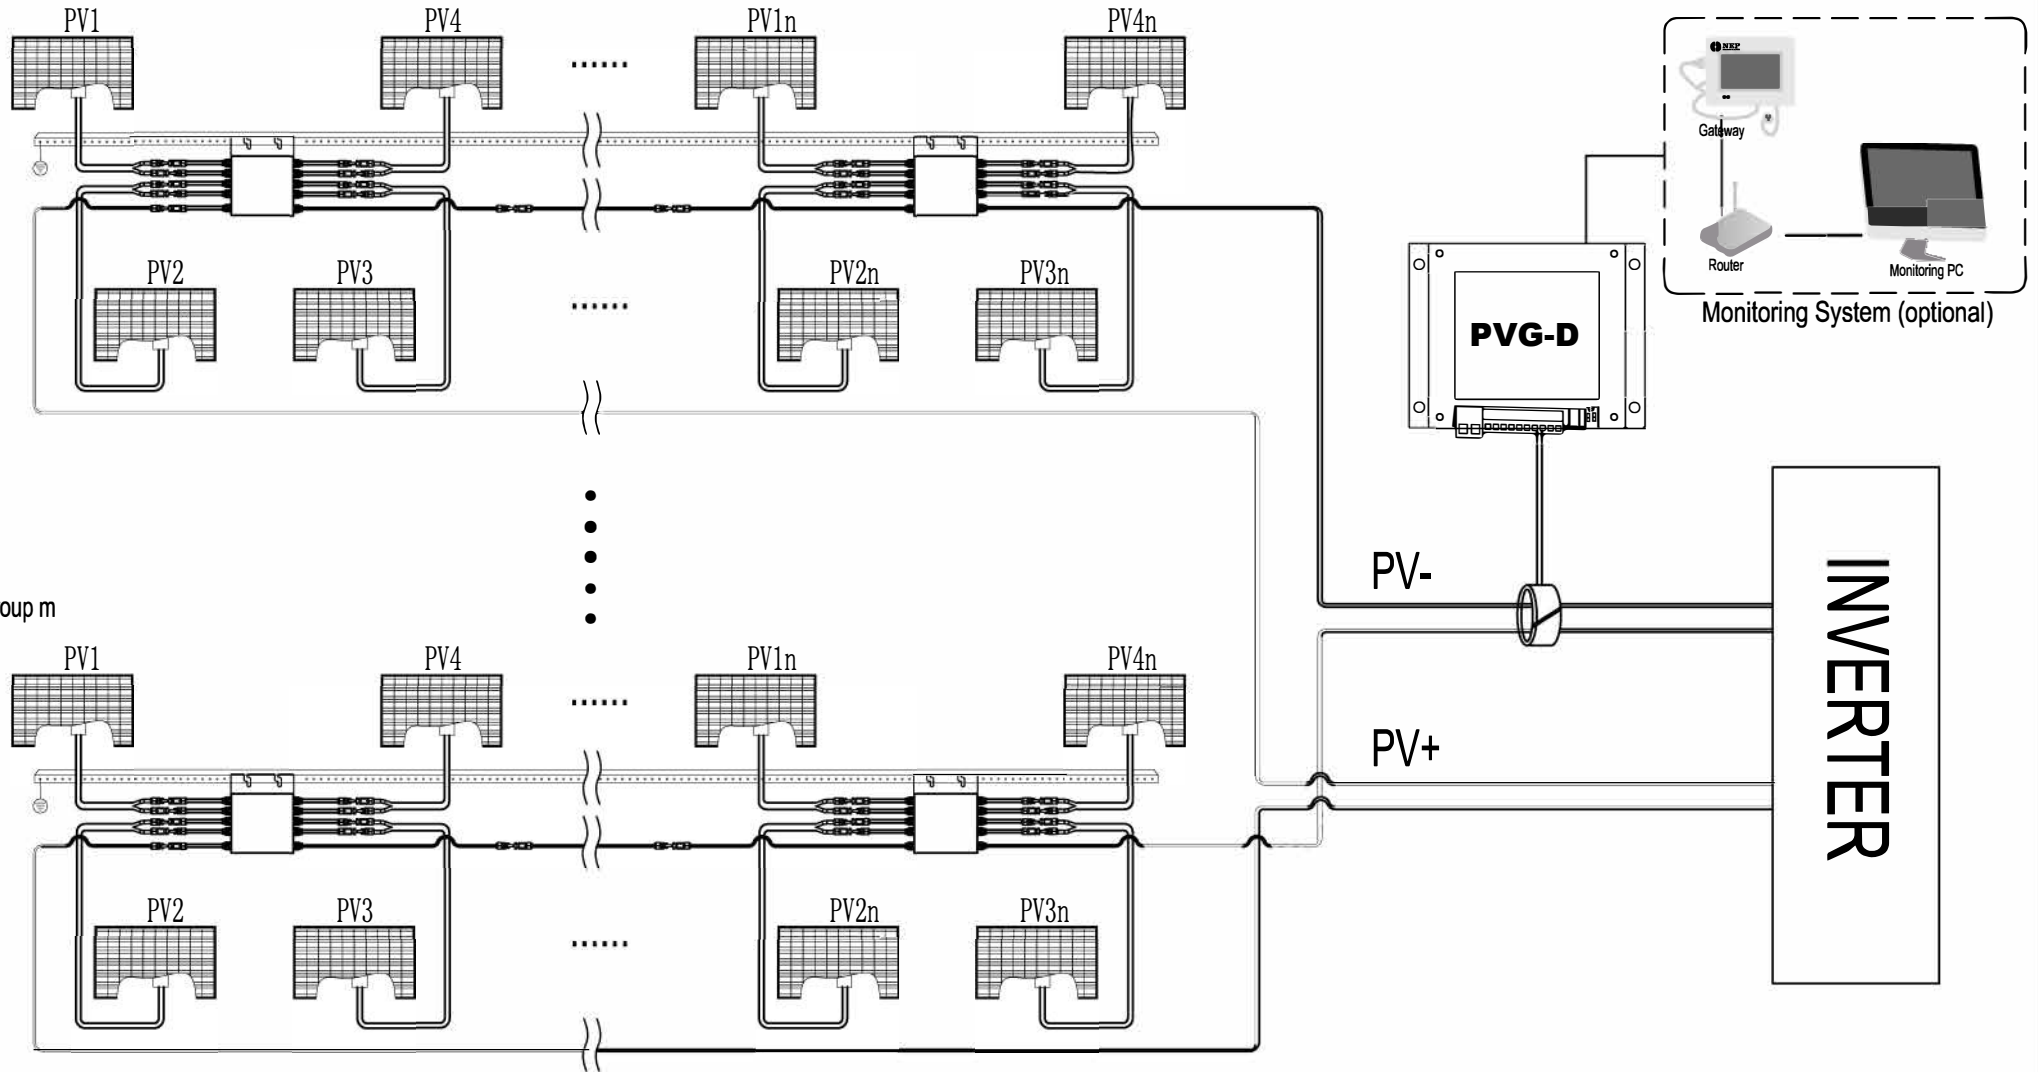 PV1
PV4
PV1n
PV4n
PV2
PV3
PV2n
PV3n
NEP
Gateway
Router
Monitoring PC
Monitoring System (optional)
PVG-D
PV-
PV+
INVERTER
oup m
PV1
PV4
PV1n
PV4n
PV2
PV3
PV2n
PV3n